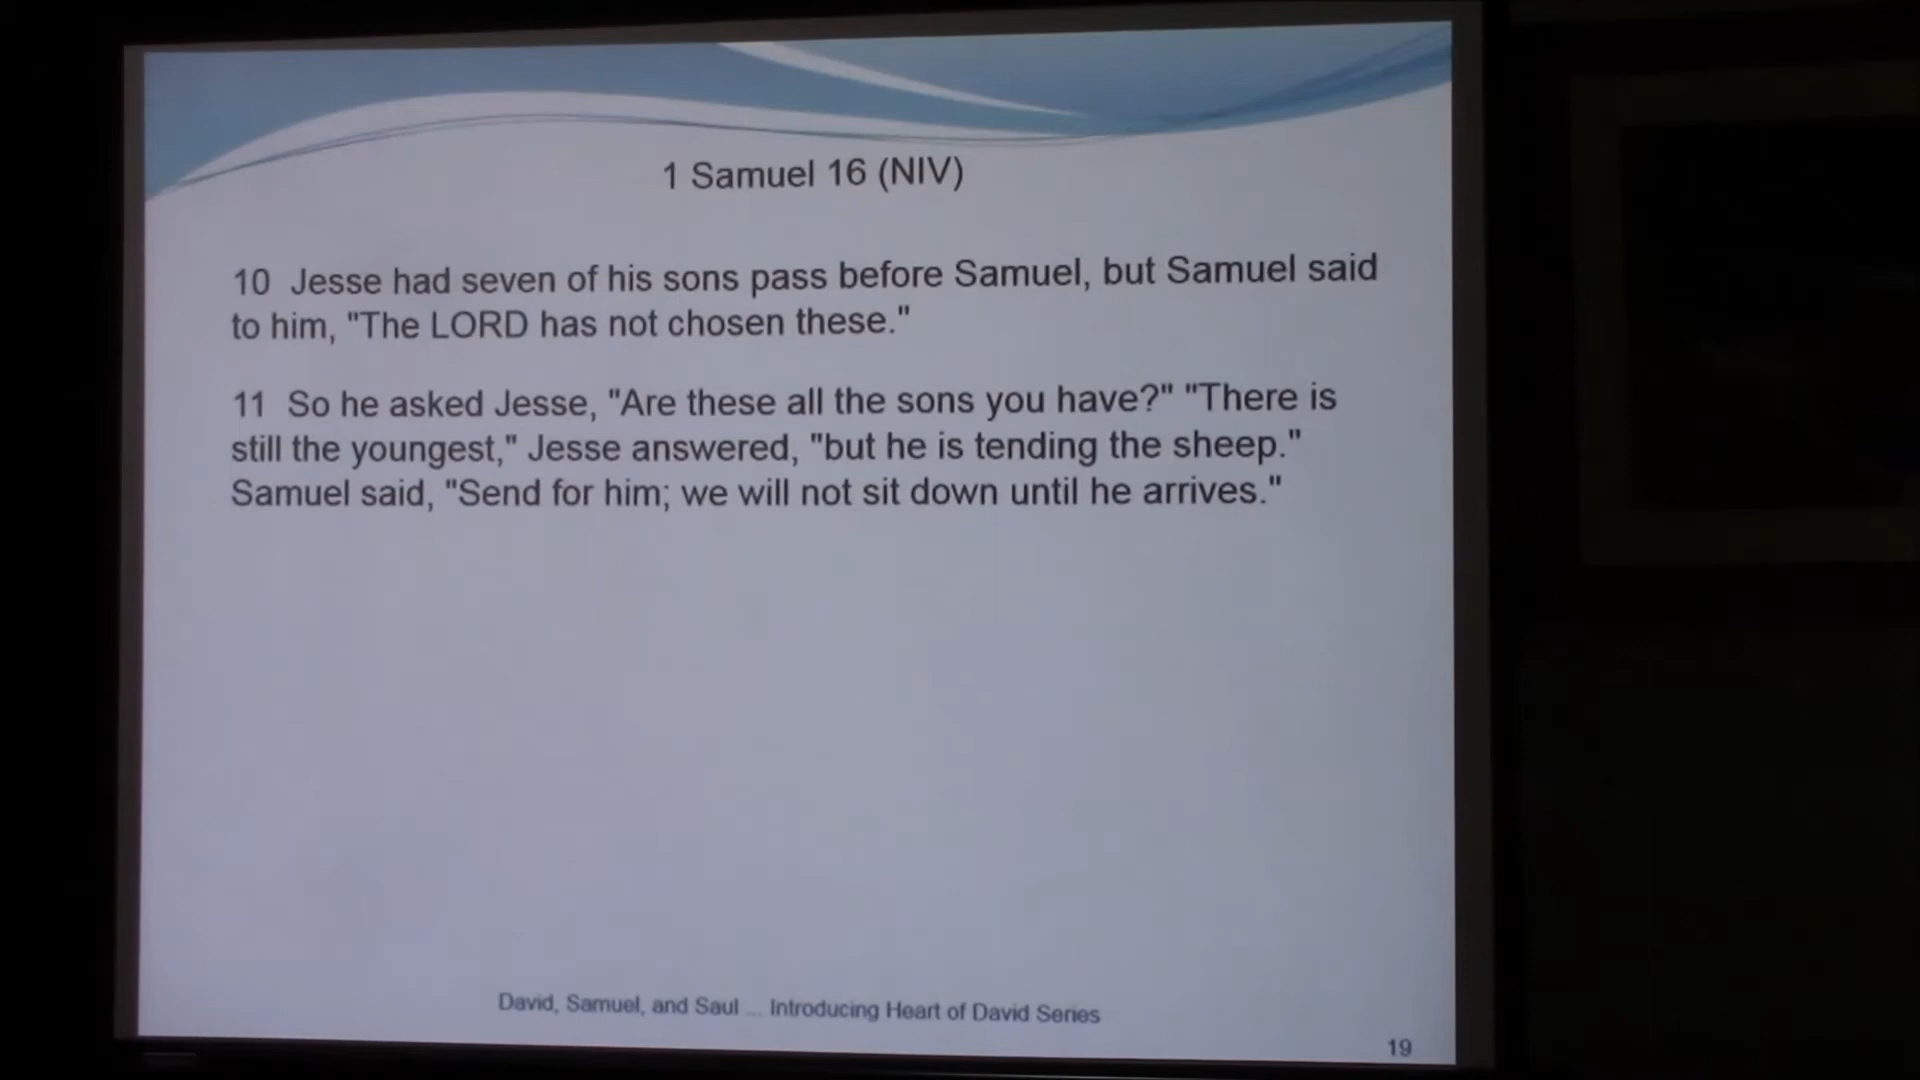 1 Samuel 16 (NIV)
10 Jesse had seven of his sons pass before Samuel, but Samuel said
to him, "The LORD has not chosen these."
11 So he asked Jesse, "Are these all the sons you have?" "There is
still the youngest," Jesse answered, "but he is tending the sheep."
Samuel said, "Send for him; we will not sit down until he arrives."
David, Samuel, and Saul ... Introducing Heart of David Series
19